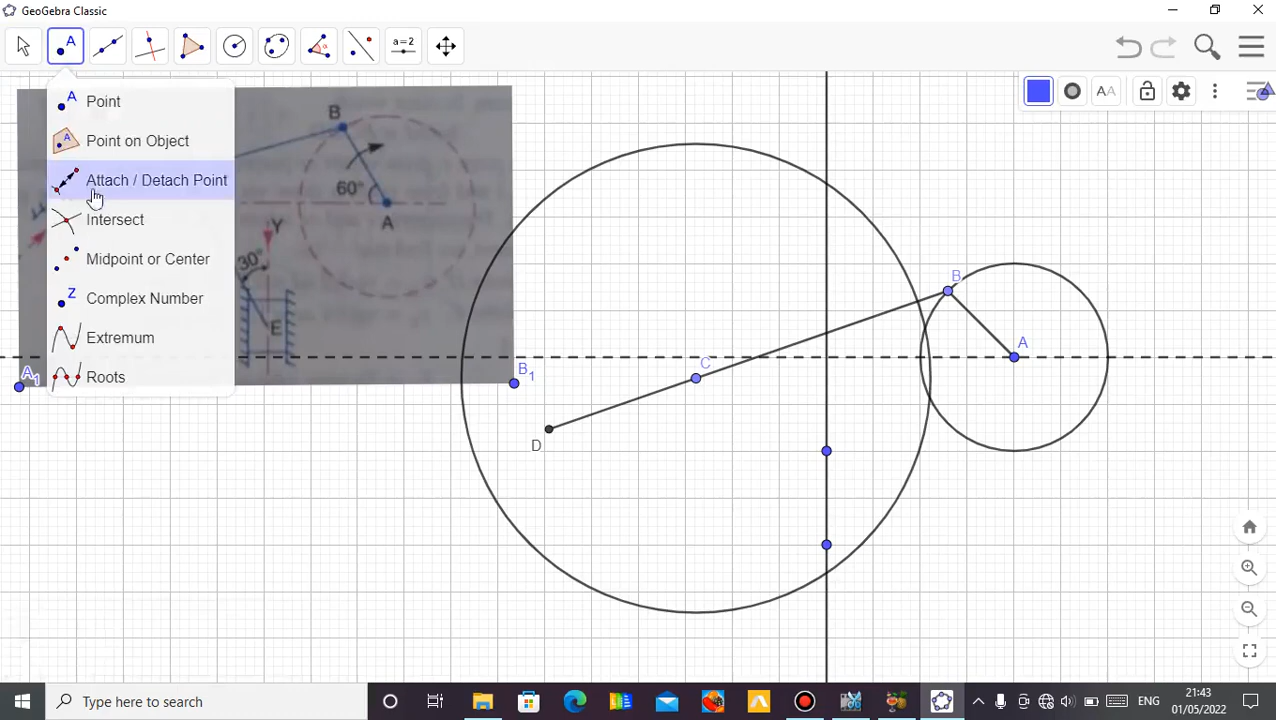 GeoGebra Classic
A
a=2
A Point
A Point on Object
Attach / Detach Point
Intersect
Midpoint or Center
Z Complex Number
Extremum
Roots
AA
B
60°
A
Y
30°
E
A1
B1
B
A
C
D
Type here to search
ENG
21:43
01/05/2022